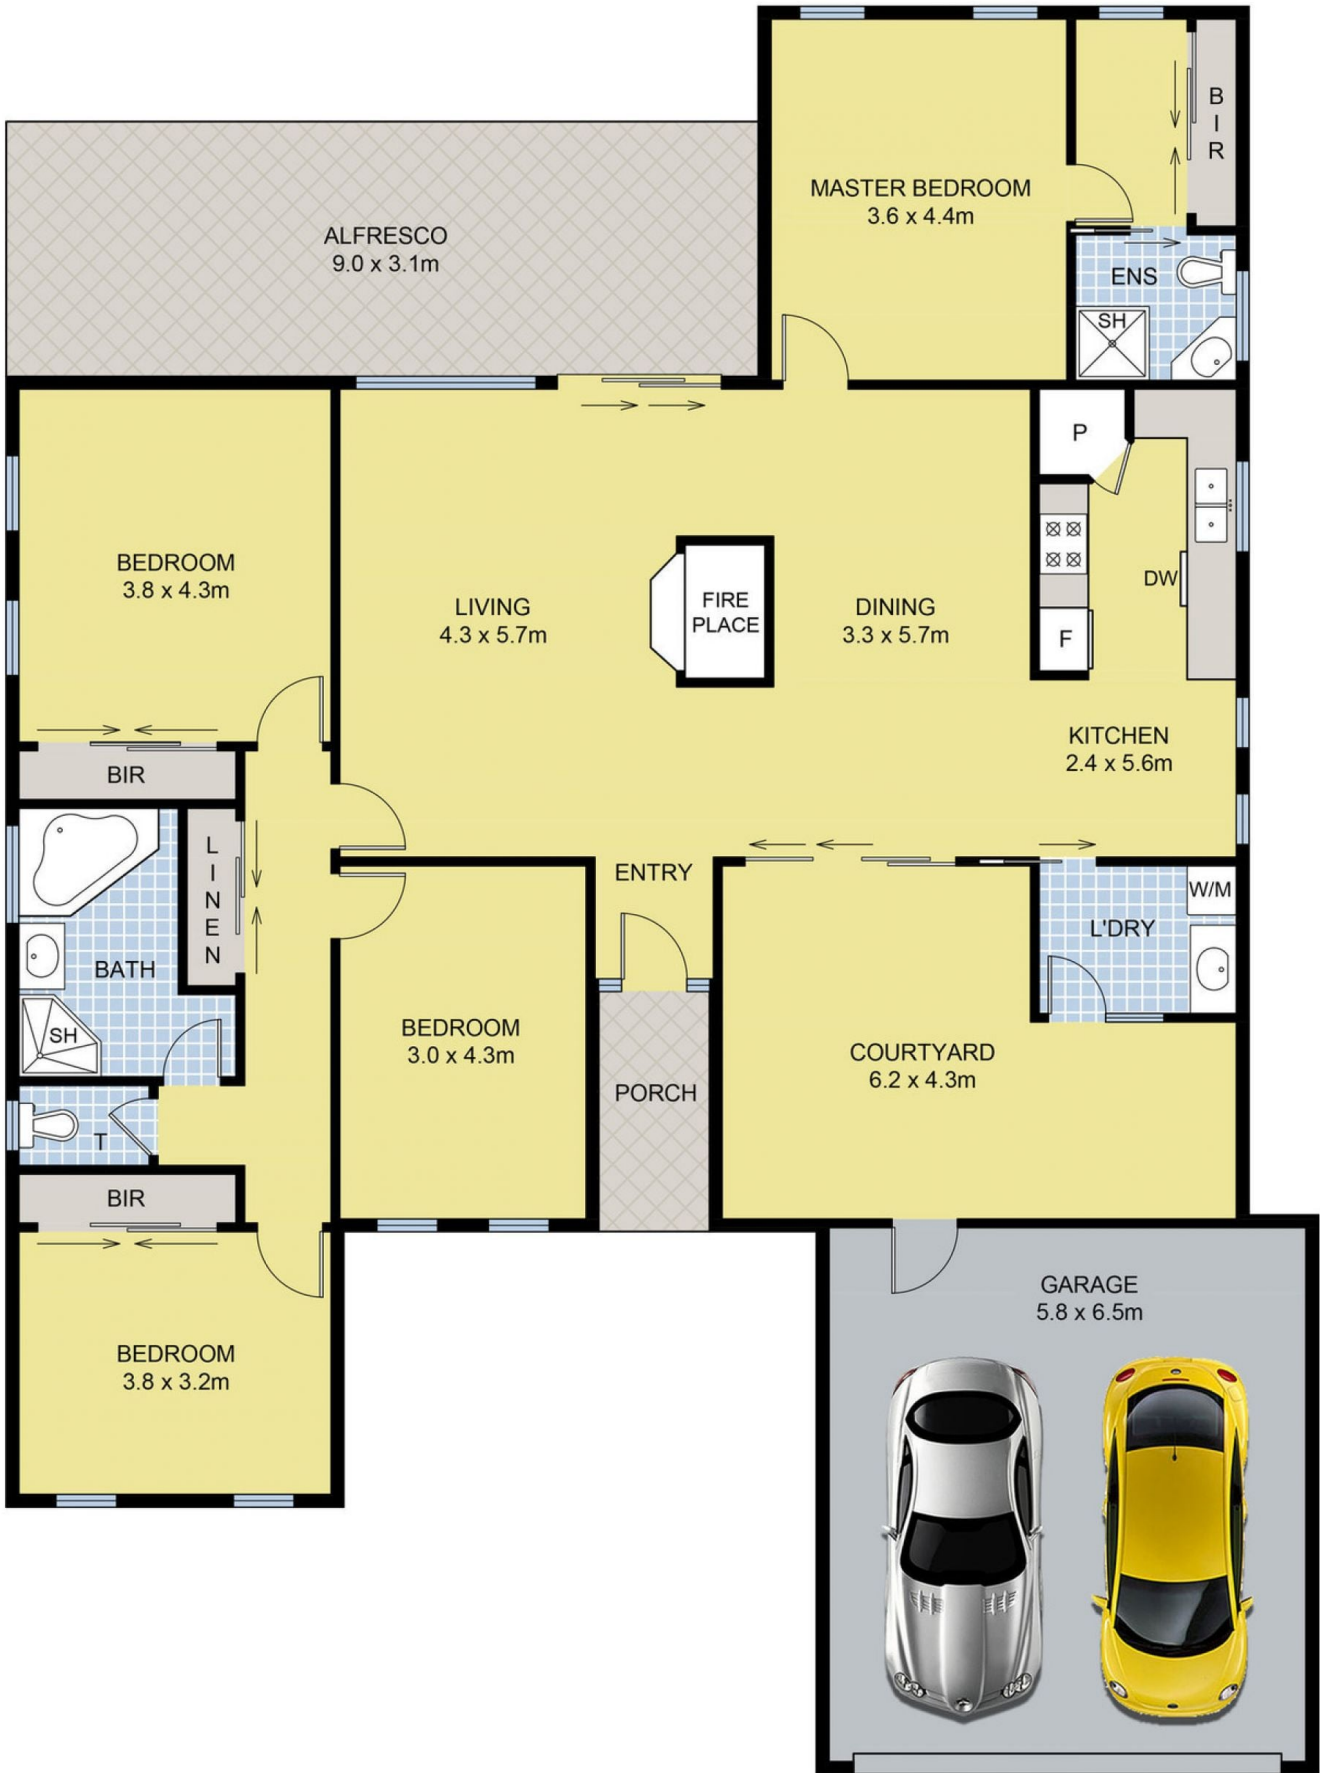 B
I
R
MASTER BEDROOM
3.6 x 4.4m
ALFRESCO
9.0 x 3.1m
ENS
SH
P
BEDROOM
3.8 x 4.3m
LIVING
4.3 x 5.7m
FIRE
PLACE
DINING
3.3 x 5.7m
DW
F
KITCHEN
2.4 x 5.6m
BIR
L
I
N
E
N
ENTRY
W/M
L'DRY
BATH
SH
BEDROOM
3.0 x 4.3m
COURTYARD
6.2 x 4.3m
PORCH
T
BIR
GARAGE
5.8 x 6.5m
BEDROOM
3.8 x 3.2m